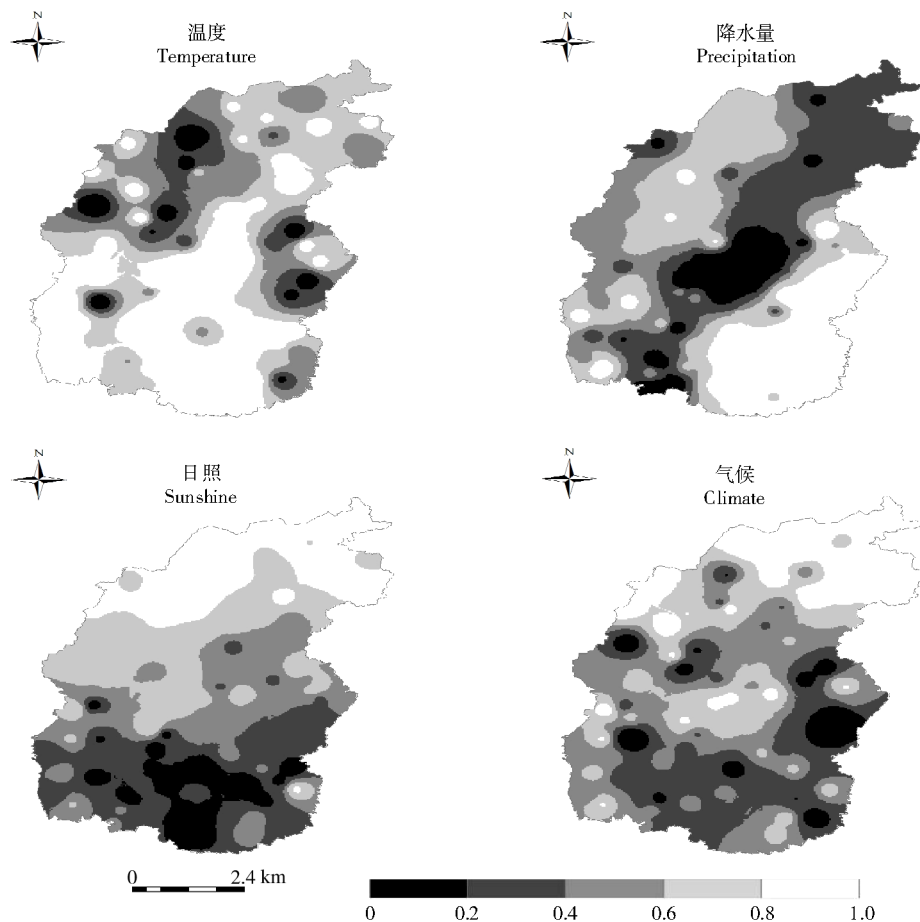 N
温度
Temperature
N
降水量
Precipitation
N
日照
Sunshine
N
气候
Climate
0 2.4 km
0 0.2 0.4 0.6 0.8 1.0